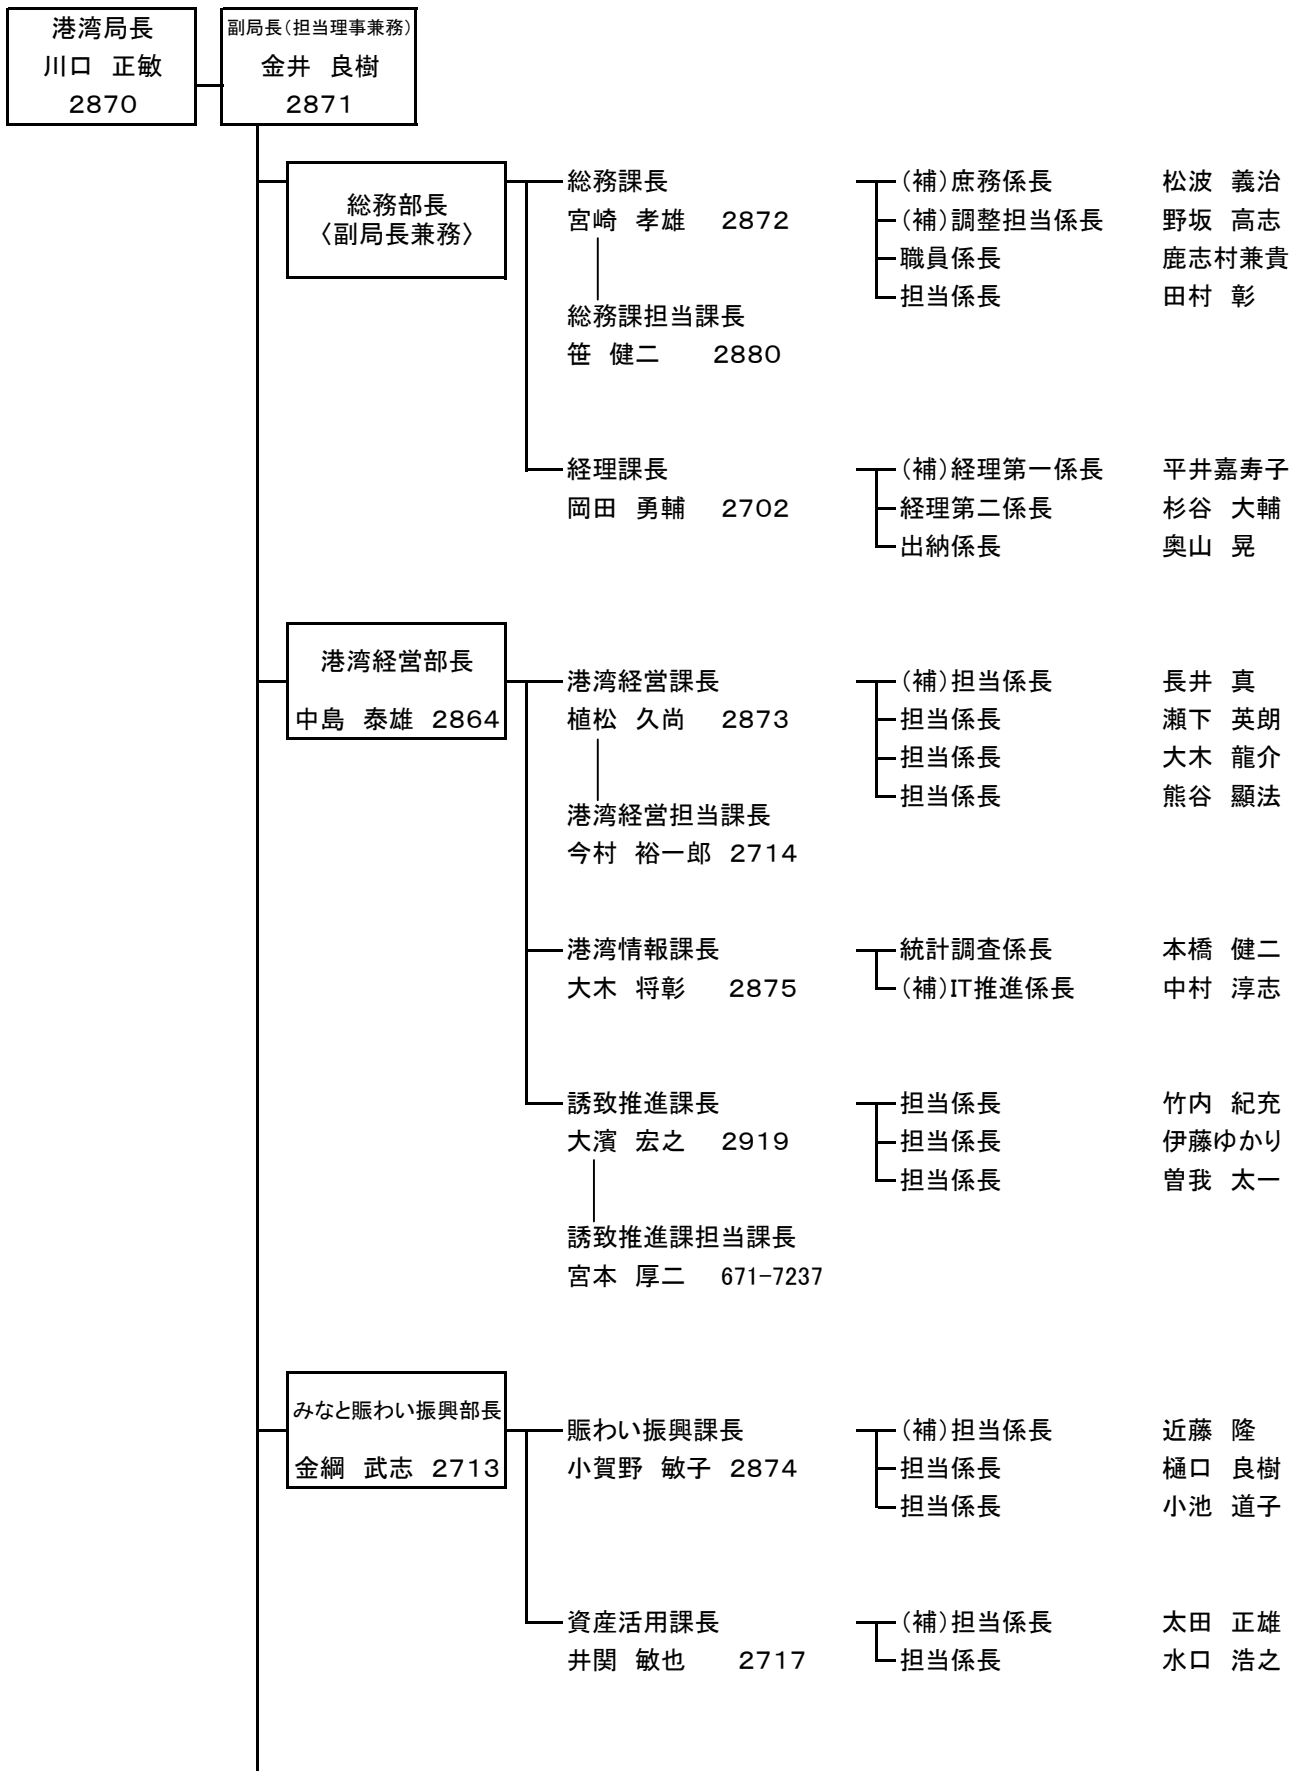 港湾局長
川口　正敏
2870
副局長(担当理事兼務)
金井　良樹
2871
総務部長
〈副局長兼務〉
総務課長
宮崎　孝雄　2872
総務課担当課長
笹　健二　2880
(補)庶務係長　松波　義治
(補)調整担当係長　野坂　高志
職員係長　鹿志村兼貴
担当係長　田村　彰
経理課長
岡田　勇輔　2702
(補)経理第一係長　平井嘉寿子
経理第二係長　杉谷　大輔
出納係長　奥山　晃
港湾経営部長
中島　泰雄　2864
港湾経営課長
植松　久尚　2873
港湾経営担当課長
今村　裕一郎　2714
(補)担当係長　長井　真
担当係長　瀬下　英朗
担当係長　大木　龍介
担当係長　熊谷　顯法
港湾情報課長
大木　将彰　2875
統計調査係長　本橋　健二
(補)IT推進係長　中村　淳志
誘致推進課長
大濱　宏之　2919
誘致推進課担当課長
宮本　厚二　671-7237
担当係長　竹内　紀充
担当係長　伊藤ゆかり
担当係長　曽我　太一
みなと賑わい振興部長
金綱　武志　2713
賑わい振興課長
小賀野　敏子　2874
(補)担当係長　近藤　隆
担当係長　樋口　良樹
担当係長　小池　道子
資産活用課長
井関　敏也　2717
(補)担当係長　太田　正雄
担当係長　水口　浩之